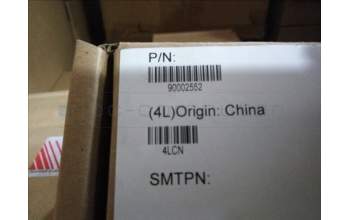 P/N:
90002552
(4L)Origin: China
4LCN
SMTPN: